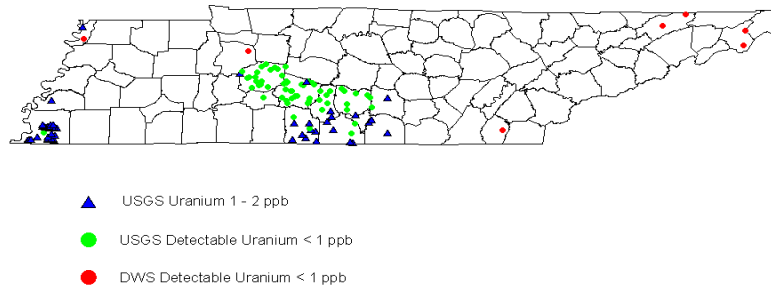 USGS Uranium 1 - 2 ppb
USGS Detectable Uranium < 1 ppb
DWS Detectable Uranium < 1 ppb